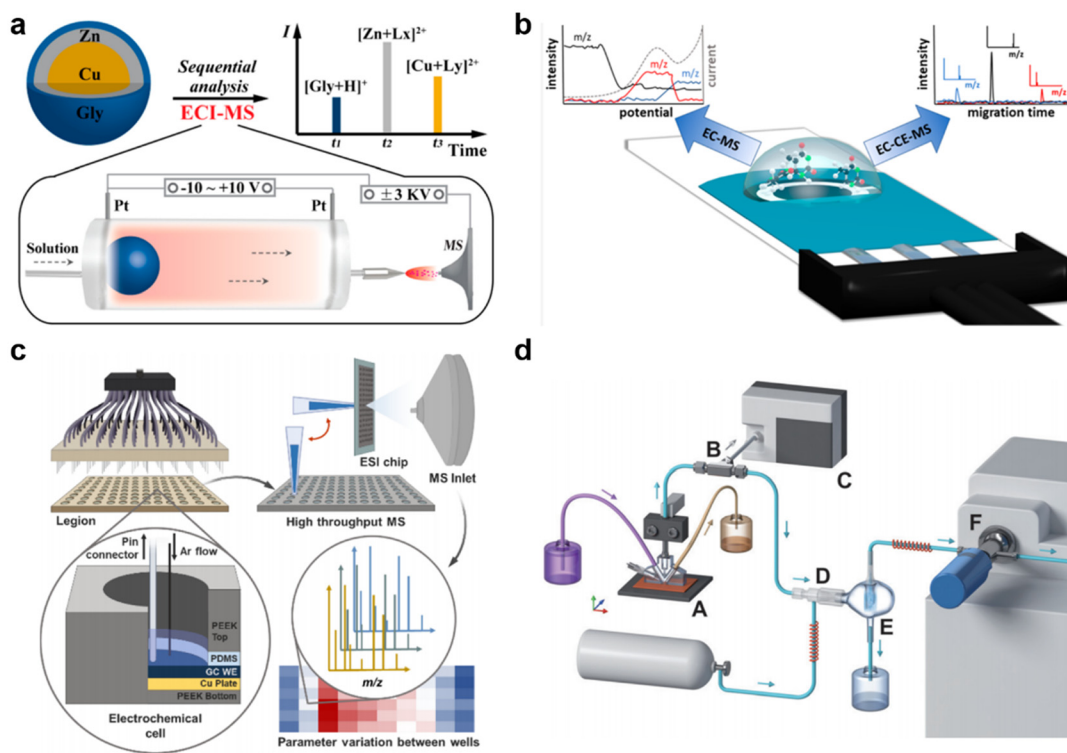 a
Zn
Cu
Gly
Sequential
analysis
ECI-MS
I
[Zn+Lx]²⁺
[Cu+Ly]²⁺
[Gly+H]⁺
t₁ t₂ t₃ Time
-10 ~ +10 V
±3 KV
Pt
Pt
MS
Solution
b
intensity
m/z
m/z
m/z
current
potential
EC-MS
EC-CE-MS
intensity
m/z
m/z
m/z
migration time
c
Legion
ESI chip
MS Inlet
High throughput MS
Pin
connector
Ar flow
PEEK
Top
PDMS
GC WE
Cu Plate
PEEK Bottom
Electrochemical
cell
m/z
Parameter variation between wells
d
A
B
C
D
E
F